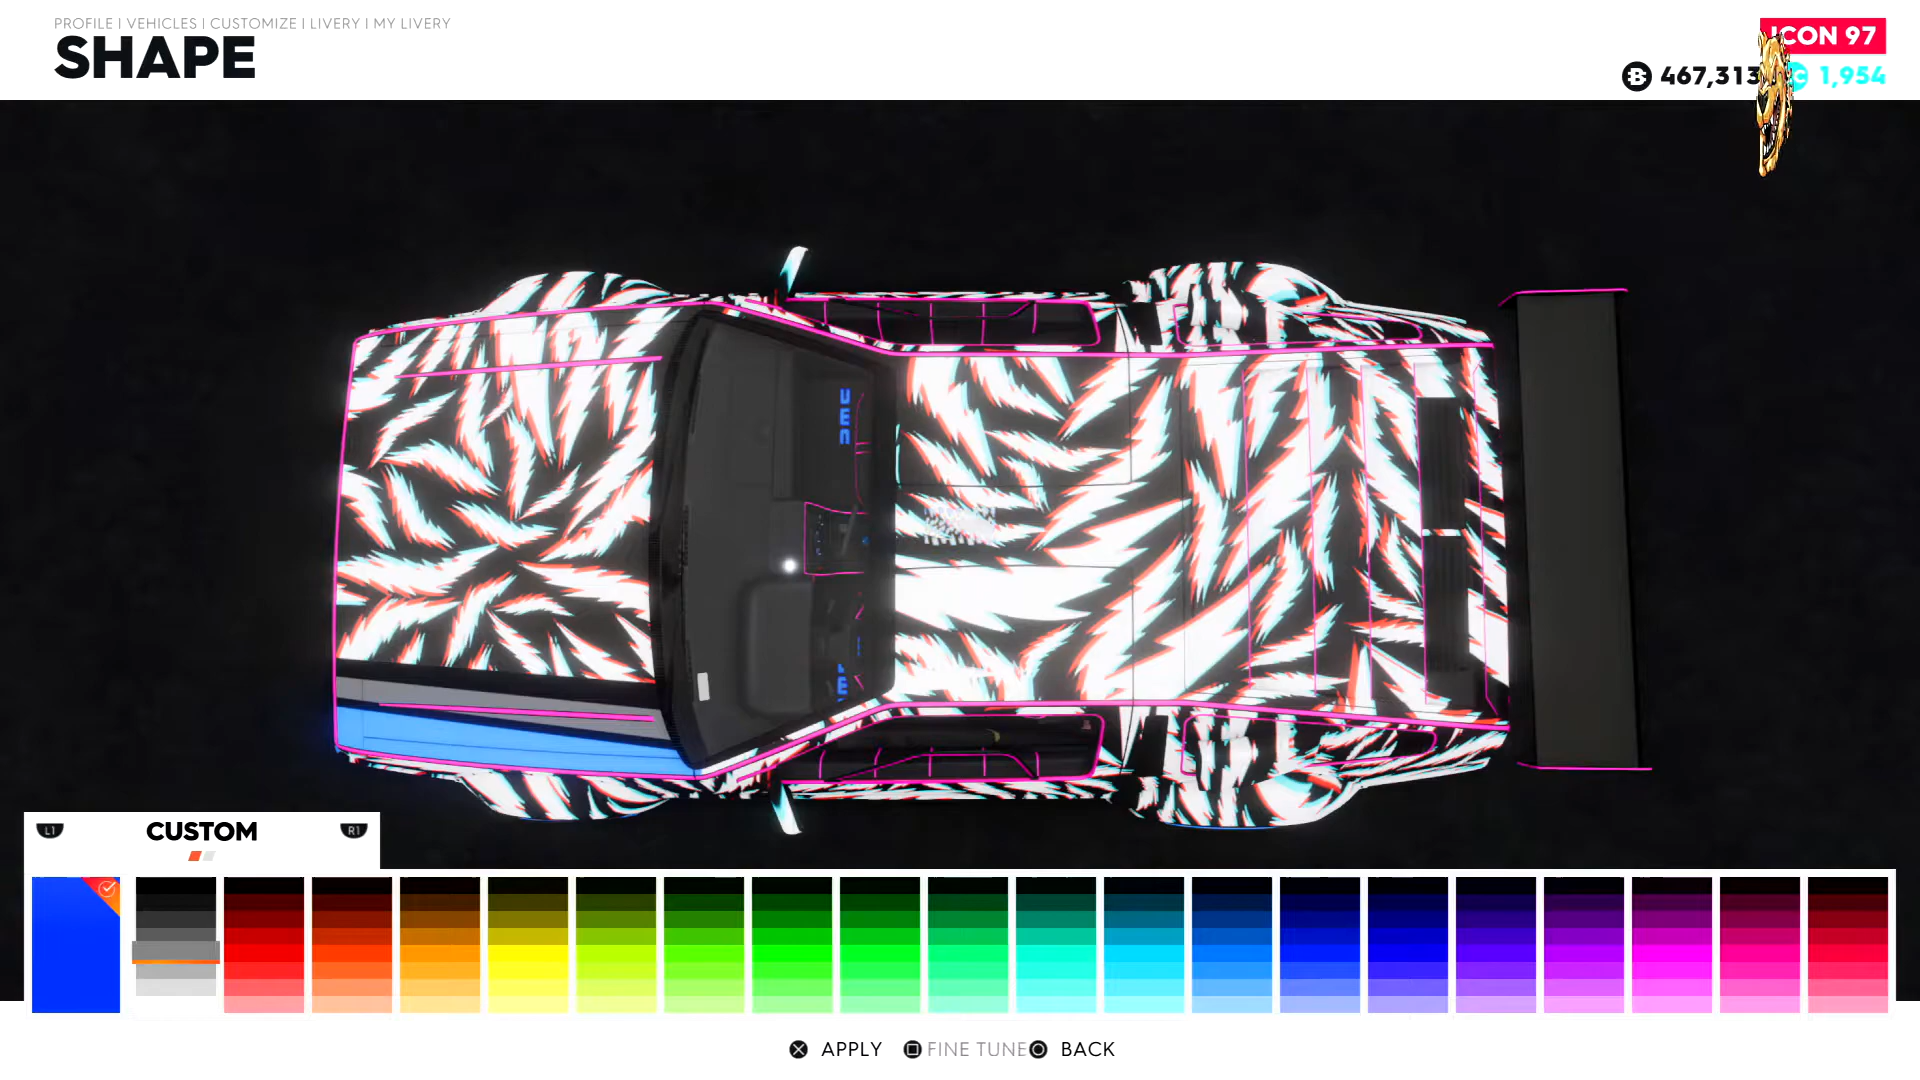 PROFILE | VEHICLES | CUSTOMIZE | LIVERY | MY LIVERY
SHAPE
ICON 97
467,313
1,954
L1
CUSTOM
R1
APPLY
FINE TUNE
BACK